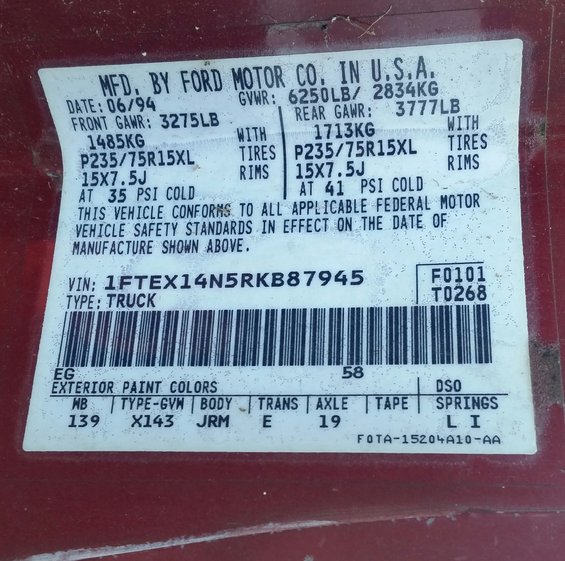 MFD. BY FORD MOTOR CO. IN U.S.A.
DATE: 06/94 GVWR: 6250LB/ 2834KG
FRONT GAWR: 3275LB REAR GAWR: 3777LB
1485KG WITH 1713KG WITH
P235/75R15XL TIRES P235/75R15XL TIRES
15X7.5J RIMS 15X7.5J RIMS
AT 35 PSI COLD AT 41 PSI COLD
THIS VEHICLE CONFORMS TO ALL APPLICABLE FEDERAL MOTOR
VEHICLE SAFETY STANDARDS IN EFFECT ON THE DATE OF
MANUFACTURE SHOWN ABOVE.
VIN: 1FTEX14N5RKB87945 F0101
TYPE: TRUCK T0268
EG 58
EXTERIOR PAINT COLORS DSO
WB TYPE-GVW BODY TRANS AXLE TAPE SPRINGS
139 X143 JRM E 19 L I
F0TA-15204A10-AA